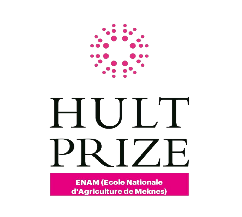 HULT
PRIZE
ENAM (Ecole Nationale
d'Agriculture de Meknes)